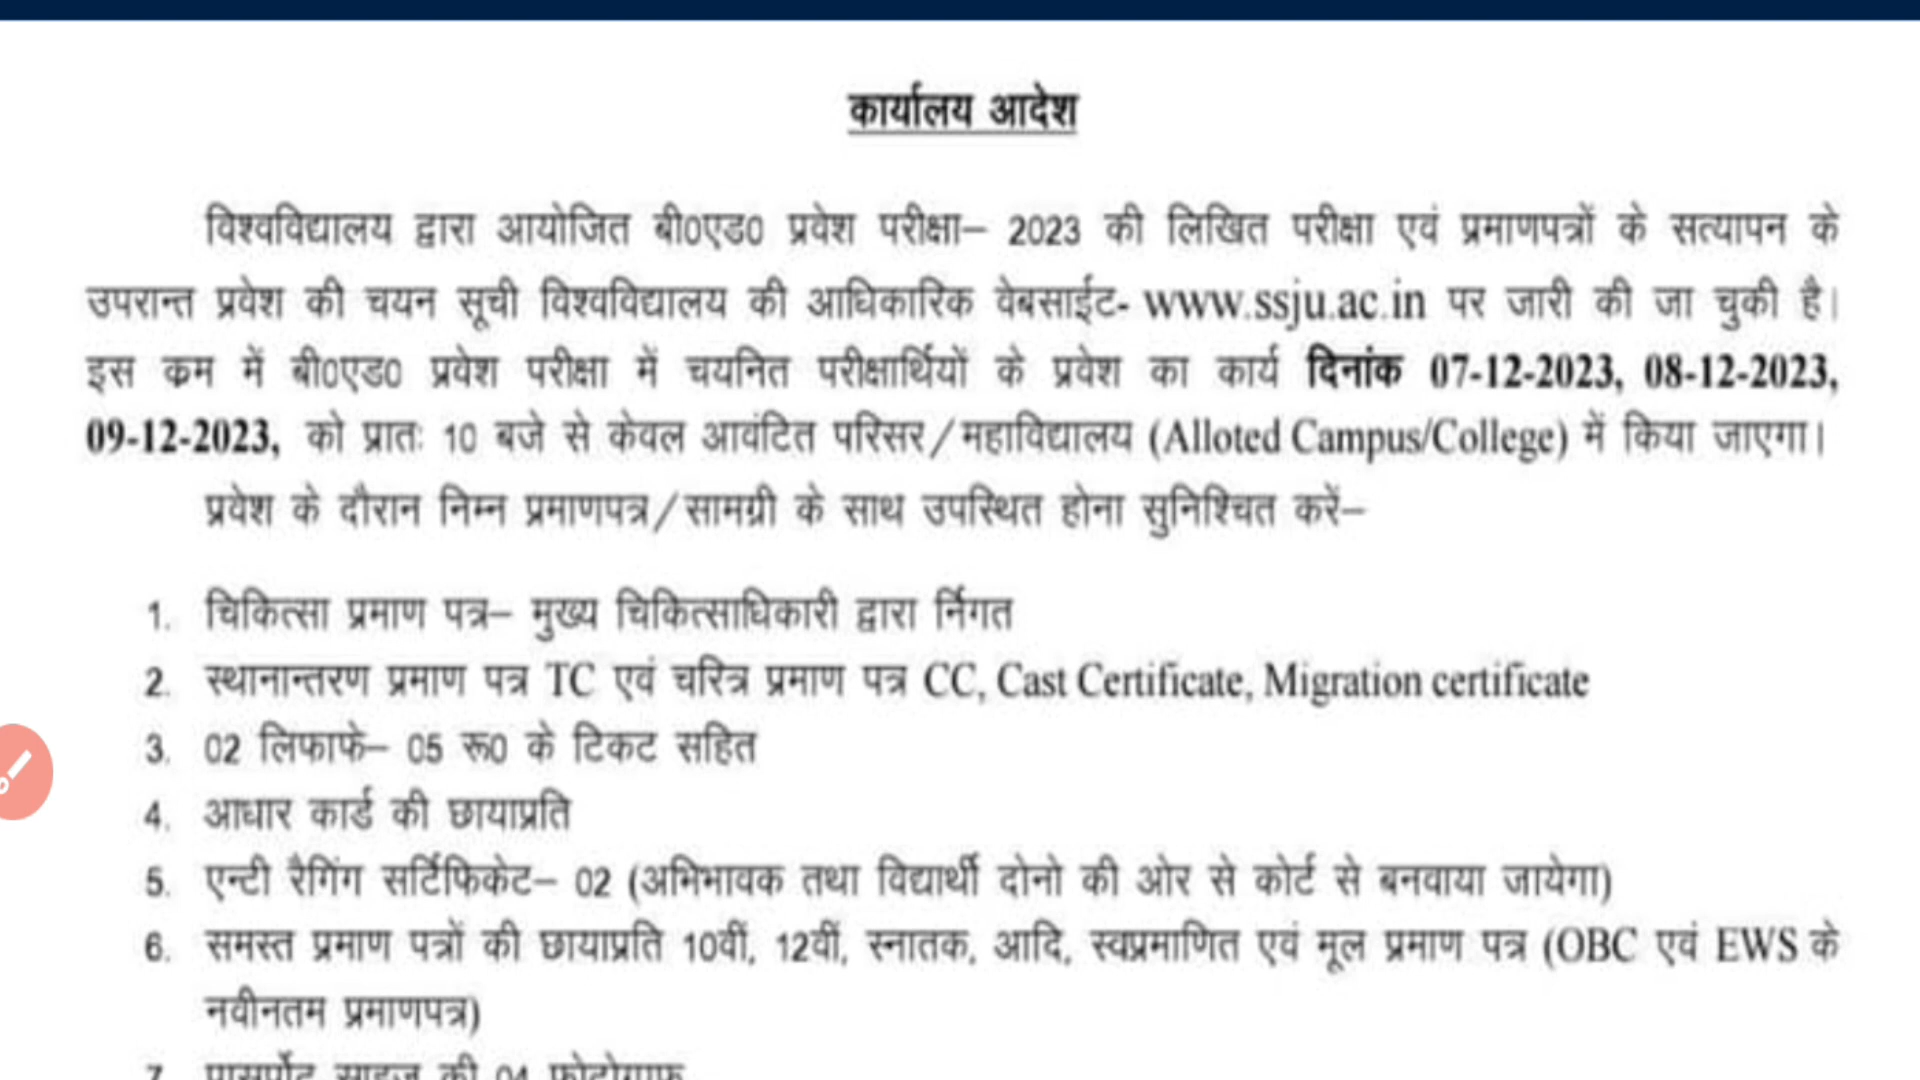 कार्यालय आदेश
विश्वविद्यालय द्वारा आयोजित बी0एड0 प्रवेश परीक्षा– 2023 की लिखित परीक्षा एवं प्रमाणपत्रों के सत्यापन के
उपरान्त प्रवेश की चयन सूची विश्वविद्यालय की आधिकारिक वेबसाईट- www.ssju.ac.in पर जारी की जा चुकी है।
इस क्रम में बी0एड0 प्रवेश परीक्षा में चयनित परीक्षार्थियों के प्रवेश का कार्य दिनांक 07-12-2023, 08-12-2023,
09-12-2023, को प्रातः 10 बजे से केवल आवंटित परिसर/महाविद्यालय (Alloted Campus/College) में किया जाएगा।
प्रवेश के दौरान निम्न प्रमाणपत्र/सामग्री के साथ उपस्थित होना सुनिश्चित करें–
1. चिकित्सा प्रमाण पत्र– मुख्य चिकित्साधिकारी द्वारा र्निगत
2. स्थानान्तरण प्रमाण पत्र TC एवं चरित्र प्रमाण पत्र CC, Cast Certificate, Migration certificate
3. 02 लिफाफे– 05 रू0 के टिकट सहित
4. आधार कार्ड की छायाप्रति
5. एन्टी रैगिंग सर्टिफिकेट– 02 (अभिभावक तथा विद्यार्थी दोनो की ओर से कोर्ट से बनवाया जायेगा)
6. समस्त प्रमाण पत्रों की छायाप्रति 10वीं, 12वीं, स्नातक, आदि, स्वप्रमाणित एवं मूल प्रमाण पत्र (OBC एवं EWS के
नवीनतम प्रमाणपत्र)
7. पासपोर्ट साइज की 04 फोटोग्राफ